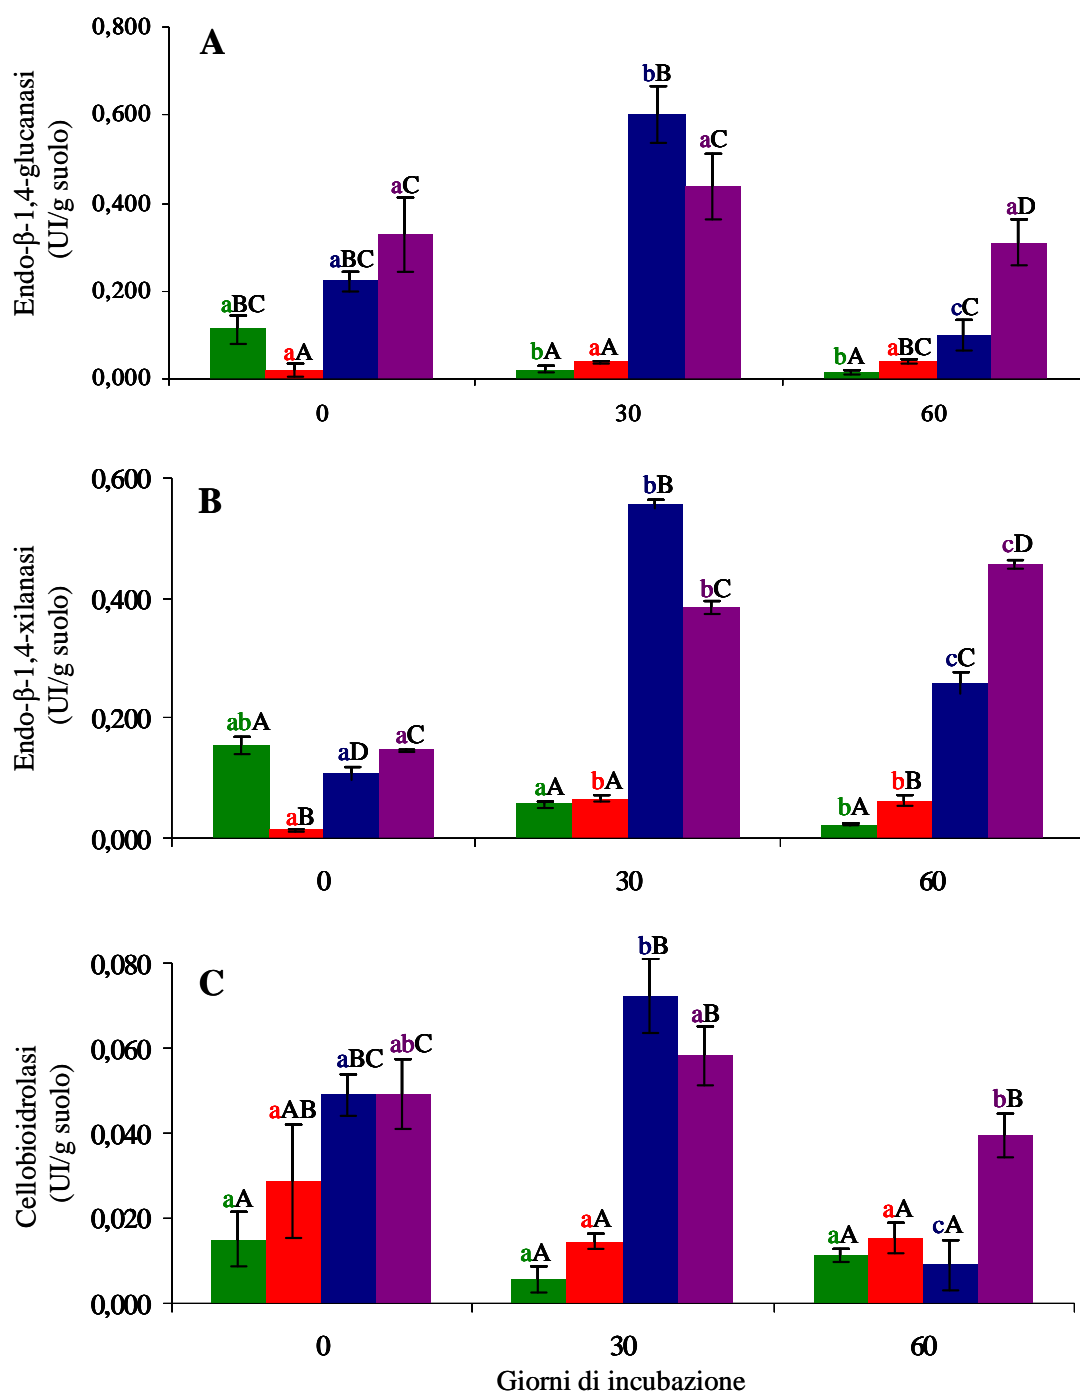 A
Endo-β-1,4-glucanasi
(UI/g suolo)
0,800
0,600
0,400
0,200
0,000
aBC
aA
aBC
aC
bA
aA
bB
aC
bA
aBC
cC
aD
0
30
60
B
Endo-β-1,4-xilanasi
(UI/g suolo)
0,600
0,400
0,200
0,000
abA
aB
aD
aC
aA
bA
bB
bC
bA
bB
cC
cD
0
30
60
C
Cellobioidrolasi
(UI/g suolo)
0,080
0,060
0,040
0,020
0,000
aA
aAB
aBC
abC
aA
aA
bB
aB
aA
aA
cA
bB
0
30
60
Giorni di incubazione